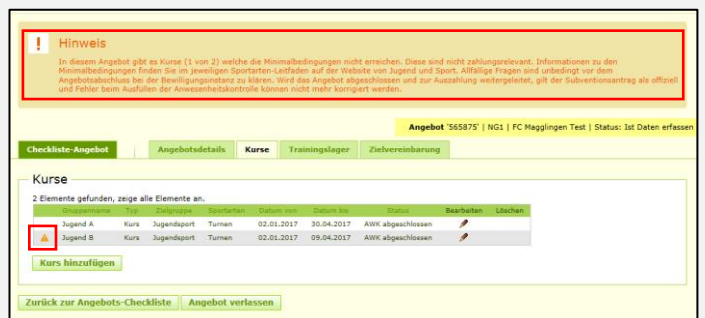 ! Hinweis
In diesem Angebot gibt es Kurse (1 von 2) welche die Minimalbedingungen nicht erreichen. Diese sind nicht zahlungsrelevant. Informationen zu den
Minimalbedingungen finden Sie im jeweiligen Sportarten-Leitfaden auf der Website von Jugend und Sport. Allfällige Fragen sind unbedingt vor dem
Angebotsabschluss bei der Bewilligungsinstanz zu klären. Wird das Angebot abgeschlossen und zur Auszahlung weitergeleitet, gilt der Subventionsantrag als offiziell
und Fehler beim Ausfüllen der Anwesenheitskontrolle können nicht mehr korrigiert werden.
Angebot '565875' | NG1 | FC Magglingen Test | Status: Ist Daten erfassen
Checkliste-Angebot Angebotsdetails Kurse Trainingslager Zielvereinbarung
Kurse
2 Elemente gefunden, zeige alle Elemente an.
Gruppenname Typ Zielgruppe Sportarten Datum von Datum bis Status Bearbeiten Löschen
Jugend A Kurs Jugendsport Turnen 02.01.2017 30.04.2017 AWK abgeschlossen
Jugend B Kurs Jugendsport Turnen 02.01.2017 09.04.2017 AWK abgeschlossen
Kurs hinzufügen
Zurück zur Angebots-Checkliste Angebot verlassen